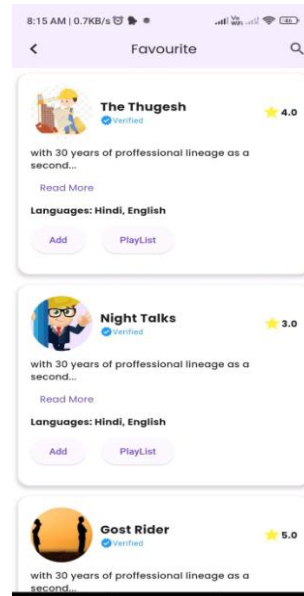 8:15 AM | 0.7KB/s
Vo
WiFi
46
Favourite
The Thugesh
Verified
4.0
with 30 years of proffessional lineage as a
second...
Read More
Languages: Hindi, English
Add PlayList
Night Talks
Verified
3.0
with 30 years of proffessional lineage as a
second...
Read More
Languages: Hindi, English
Add PlayList
Gost Rider
Verified
5.0
with 30 years of proffessional lineage as a
second...